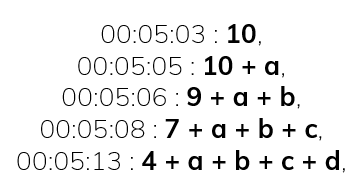 00:05:03 : 10,
00:05:05 : 10 + a,
00:05:06 : 9 + a + b,
00:05:08 : 7 + a + b + c,
00:05:13 : 4 + a + b + c + d,